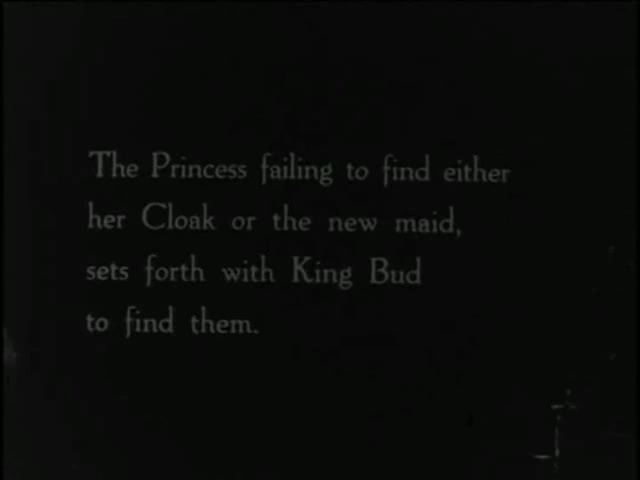 The Princess failing to find either
her Cloak or the new maid,
sets forth with King Bud
to find them.